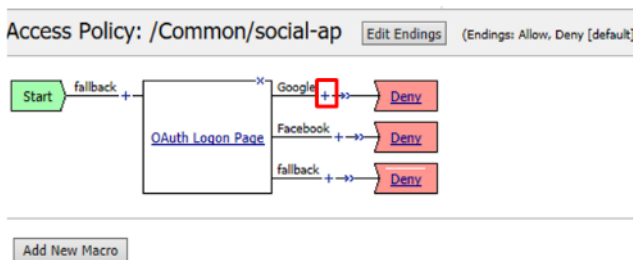 Access Policy: /Common/social-ap Edit Endings (Endings: Allow, Deny [default]
Start fallback + OAuth Logon Page × Google + Deny
Facebook + Deny
fallback + Deny
Add New Macro